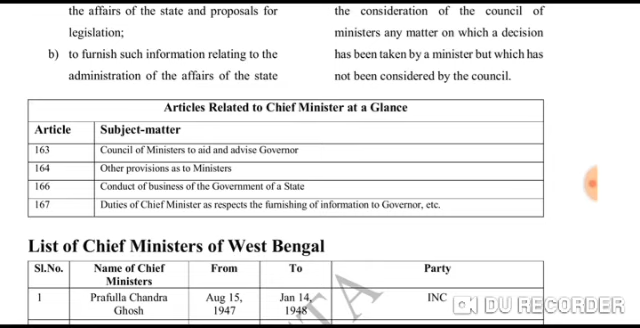 the affairs of the state and proposals for
legislation;
b) to furnish such information relating to the
administration of the affairs of the state
the consideration of the council of
ministers any matter on which a decision
has been taken by a minister but which has
not been considered by the council.
Articles Related to Chief Minister at a Glance
Article Subject-matter
163 Council of Ministers to aid and advise Governor
164 Other provisions as to Ministers
166 Conduct of business of the Government of a State
167 Duties of Chief Minister as respects the furnishing of information to Governor, etc.
List of Chief Ministers of West Bengal
Sl.No. Name of Chief From To Party
Ministers
1 Prafulla Chandra Aug 15, Jan 14, INC
Ghosh 1947 1948
DU RECORDER